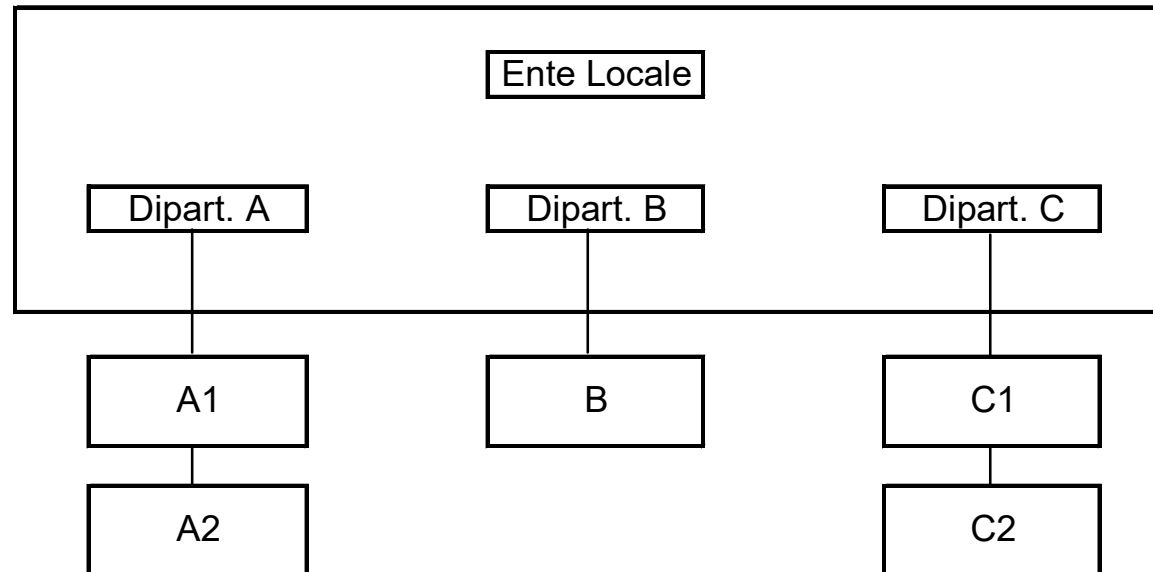 Ente Locale
Dipart. A
Dipart. B
Dipart. C
A1
B
C1
A2
C2